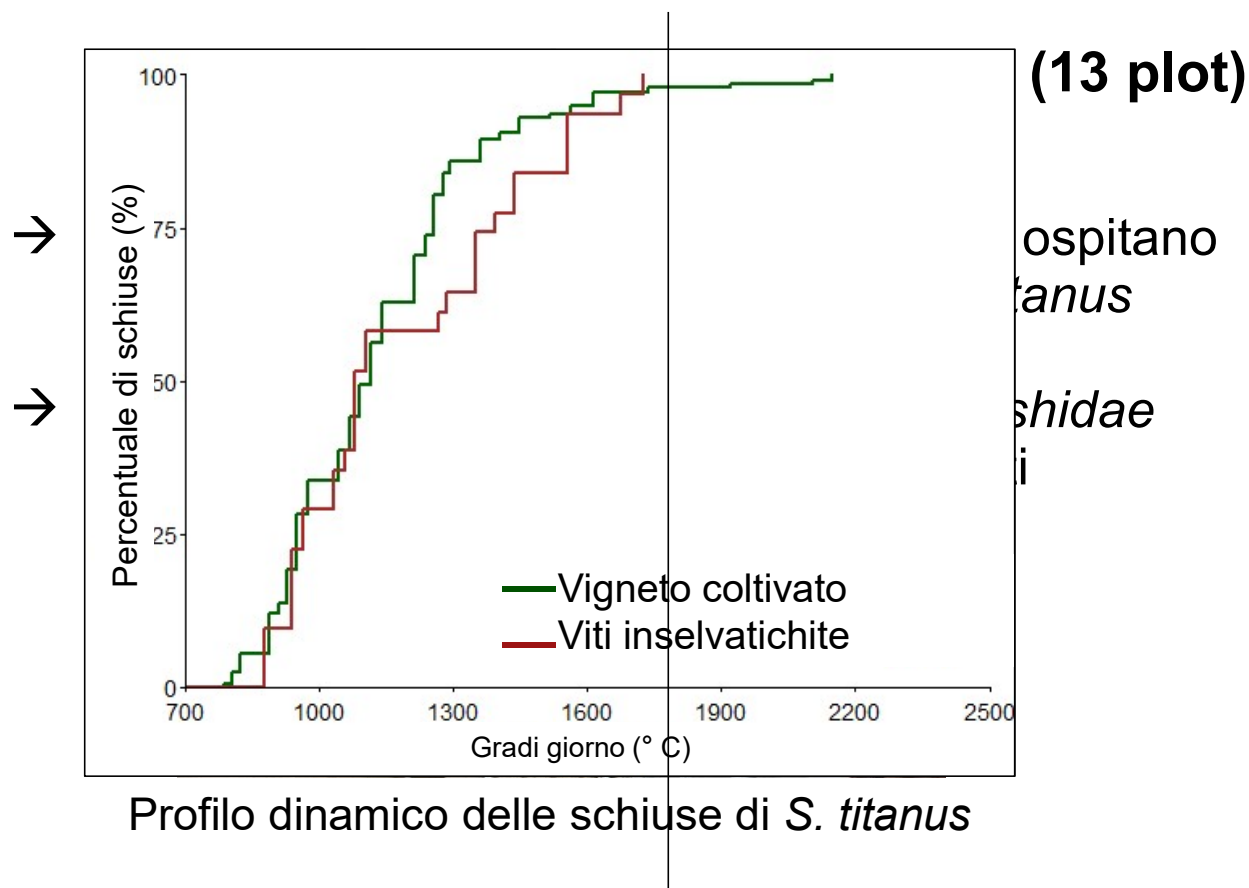 (13 plot)
→ ospitano
tanus
→ shidae
ti
Percentuale di schiuse (%)
100
75
50
25
0
Vigneto coltivato
Viti inselvatichite
700 1000 1300 1600 1900 2200 2500
Gradi giorno (° C)
Profilo dinamico delle schiuse di S. titanus